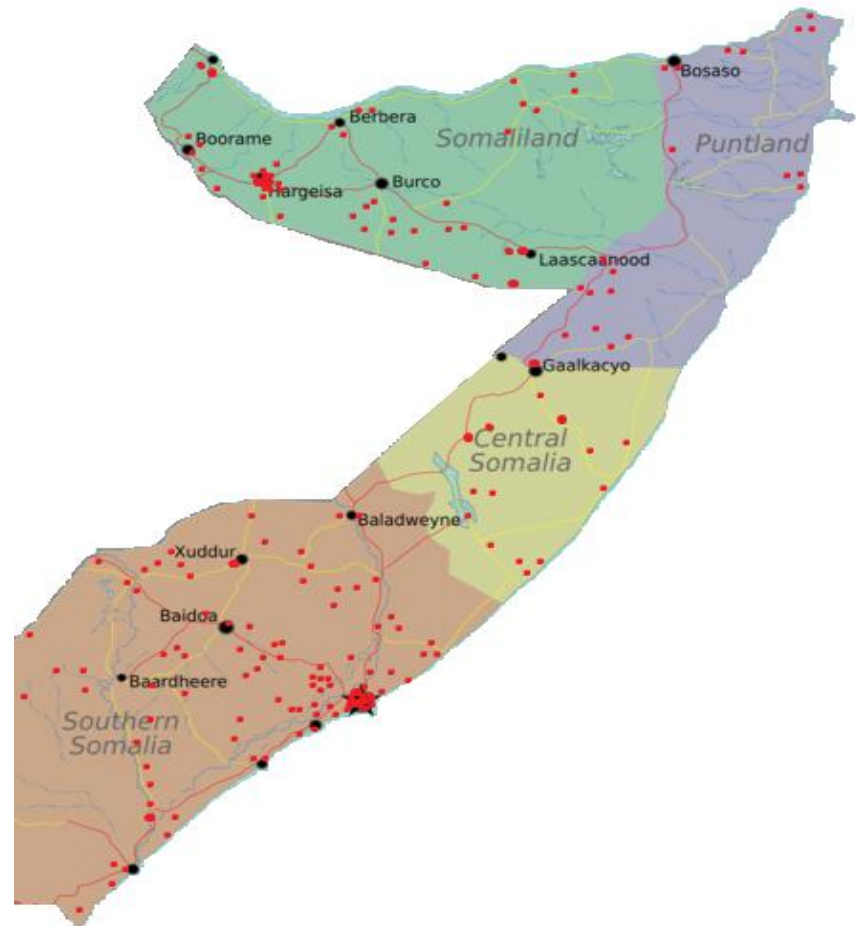 Bosaso
Berbera
Somaliland
Puntland
Boorame
Hargeisa
Burco
Laascaanood
Gaalkacyo
Central
Somalia
Baladweyne
Xuddur
Baidoa
Baardheere
Southern
Somalia